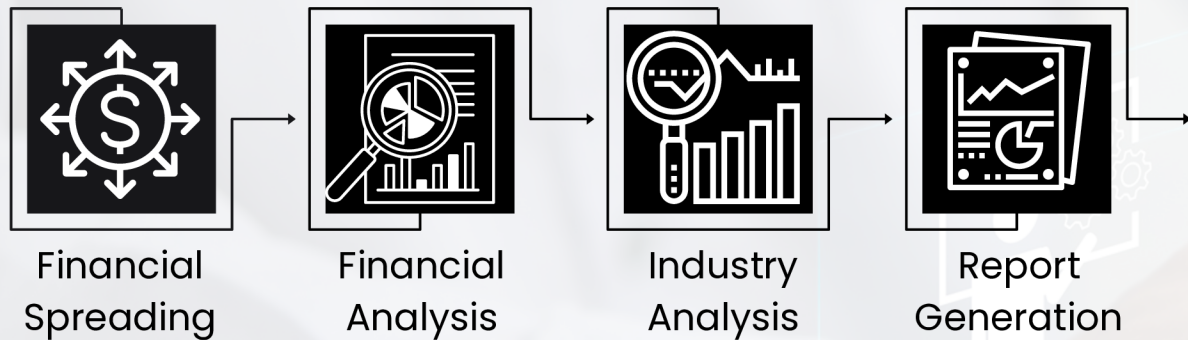 Financial
Spreading
Financial
Analysis
Industry
Analysis
Report
Generation